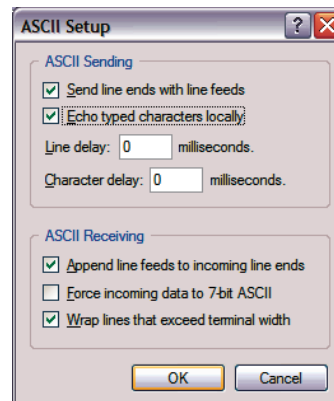 ASCII Setup
ASCII Sending
Send line ends with line feeds
Echo typed characters locally
Line delay: 0 milliseconds.
Character delay: 0 milliseconds.
ASCII Receiving
Append line feeds to incoming line ends
Force incoming data to 7-bit ASCII
Wrap lines that exceed terminal width
OK Cancel